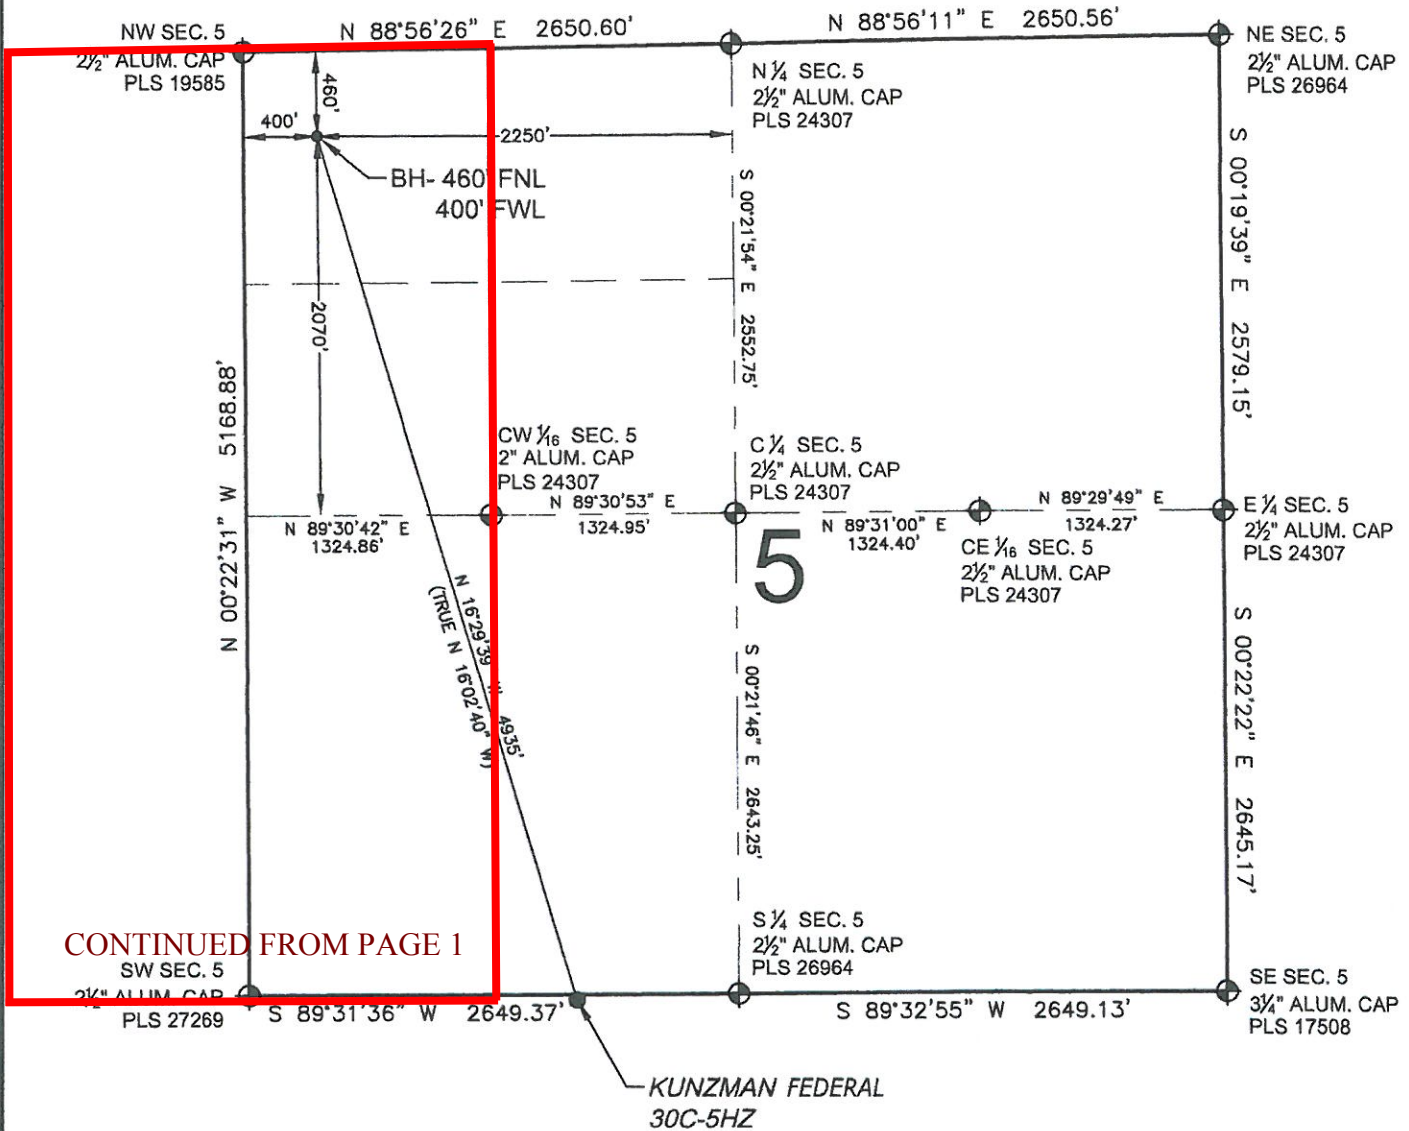 NW SEC. 5
2½" ALUM. CAP
PLS 19585
N 88°56'26" E 2650.60'
N 88°56'11" E 2650.56'
NE SEC. 5
2½" ALUM. CAP
PLS 26964
N ¼ SEC. 5
2½" ALUM. CAP
PLS 24307
460'
400'
2250'
BH- 460' FNL
400' FWL
2070'
S 00°21'54" E 2552.75'
S 00°19'39" E 2579.15'
N 00°22'31" W 5168.88'
CW 1⁄16 SEC. 5
2" ALUM. CAP
PLS 24307
C ¼ SEC. 5
2½" ALUM. CAP
PLS 24307
N 89°30'42" E
1324.86'
N 89°30'53" E
1324.95'
N 89°31'00" E
1324.40'
N 89°29'49" E
1324.27'
E ¼ SEC. 5
2½" ALUM. CAP
PLS 24307
CE 1⁄16 SEC. 5
2½" ALUM. CAP
PLS 24307
5
N 16°29'39" W 4935'
(TRUE N 16°02'40" W)
S 00°21'46" E 2643.25'
S 00°22'22" E 2645.17'
CONTINUED FROM PAGE 1
SW SEC. 5
2½" ALUM. CAP
PLS 27269
S 89°31'36" W 2649.37'
S ¼ SEC. 5
2½" ALUM. CAP
PLS 26964
S 89°32'55" W 2649.13'
SE SEC. 5
3¼" ALUM. CAP
PLS 17508
KUNZMAN FEDERAL
30C-5HZ